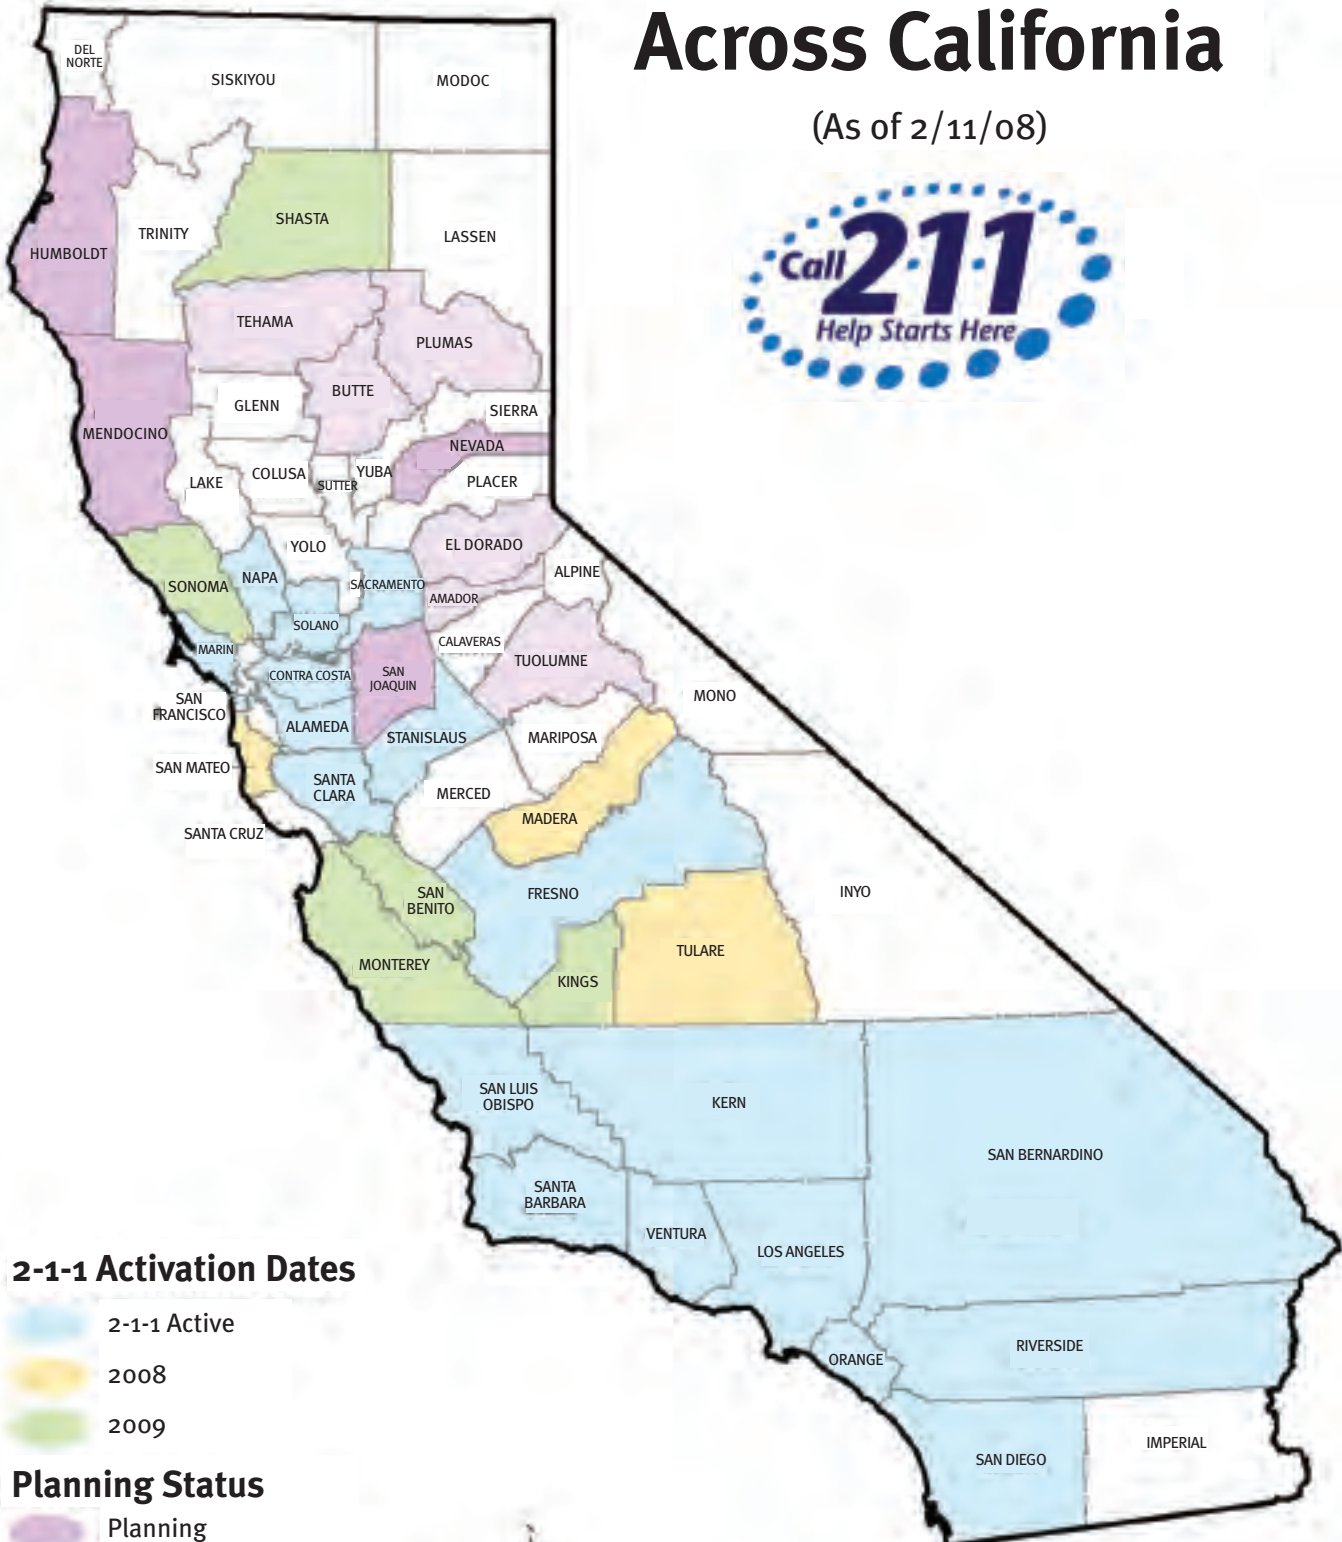 Across California
(As of 2/11/08)
Call 2·1·1
Help Starts Here
DEL
NORTE
SISKIYOU
MODOC
SHASTA
TRINITY
LASSEN
HUMBOLDT
TEHAMA
PLUMAS
BUTTE
GLENN
SIERRA
MENDOCINO
NEVADA
COLUSA
YUBA
LAKE
SUTTER
PLACER
YOLO
EL DORADO
ALPINE
NAPA
SONOMA
SACRAMENTO
AMADOR
SOLANO
CALAVERAS
MARIN
TUOLUMNE
CONTRA COSTA
SAN
JOAQUIN
SAN
FRANCISCO
MONO
ALAMEDA
STANISLAUS
MARIPOSA
SAN MATEO
SANTA
CLARA
MERCED
SANTA CRUZ
MADERA
SAN
BENITO
FRESNO
INYO
TULARE
MONTEREY
KINGS
SAN LUIS
OBISPO
KERN
SAN BERNARDINO
SANTA
BARBARA
VENTURA
LOS ANGELES
ORANGE
RIVERSIDE
SAN DIEGO
IMPERIAL
2-1-1 Activation Dates
2-1-1 Active
2008
2009
Planning Status
Planning